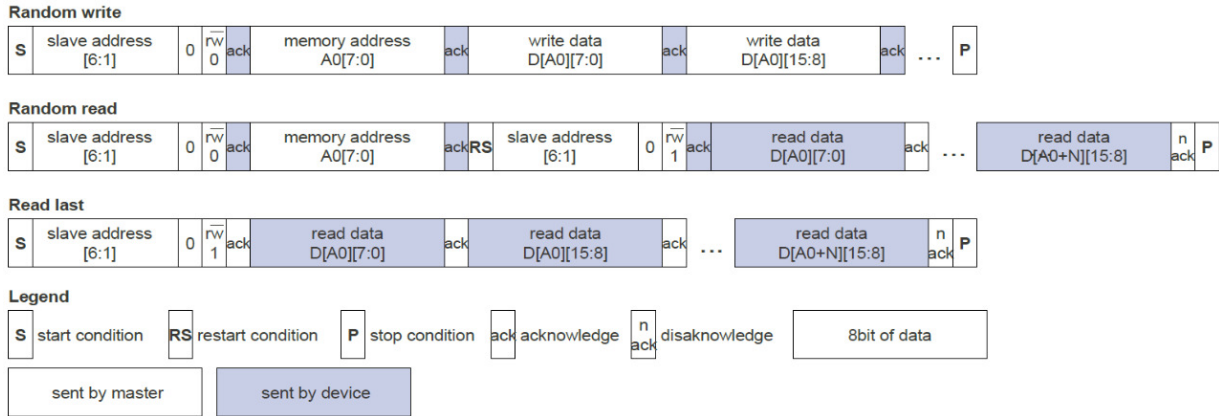 Random write
S slave address [6:1] 0 rw 0 ack memory address A0[7:0] ack write data D[A0][7:0] ack write data D[A0][15:8] ack ... P
Random read
S slave address [6:1] 0 rw 0 ack memory address A0[7:0] ack RS slave address [6:1] 0 rw 1 ack read data D[A0][7:0] ack ... read data D[A0+N][15:8] n ack P
Read last
S slave address [6:1] 0 rw 1 ack read data D[A0][7:0] ack read data D[A0][15:8] ack ... read data D[A0+N][15:8] n ack P
Legend
S start condition RS restart condition P stop condition ack acknowledge n ack disaknowledge 8bit of data
sent by master sent by device